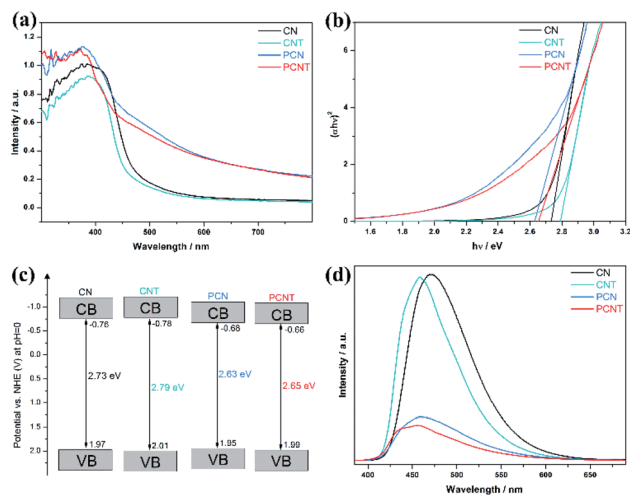 (a)
CN
CNT
PCN
PCNT
1.2
1.0
0.8
0.6
0.4
0.2
0.0
Intensity / a.u.
400 500 600 700
Wavelength / nm
(b)
CN
CNT
PCN
PCNT
6
5
4
3
2
1
0
(αhν)²
1.6 1.8 2.0 2.2 2.4 2.6 2.8 3.0 3.2
hν / eV
(c)
CN CNT PCN PCNT
Potential vs. NHE (V) at pH=0
-1.0
-0.5
0.0
0.5
1.0
1.5
2.0
CB CB CB CB
-0.76 -0.78 -0.68 -0.66
2.73 eV 2.79 eV 2.63 eV 2.65 eV
1.97 2.01 1.95 1.99
VB VB VB VB
(d)
CN
CNT
PCN
PCNT
Intensity / a.u.
400 450 500 550 600 650
Wavelength / nm